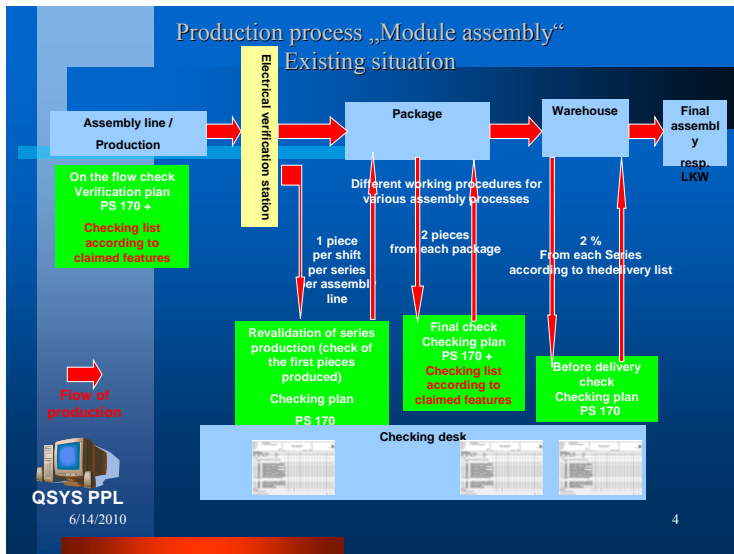 Production process „Module assembly“
Existing situation
Assembly line /
Production
Electrical verification station
Package
Warehouse
Final
assembl
y
resp.
LKW
On the flow check
Verification plan
PS 170 +
Checking list
according to
claimed features
Different working procedures for
various assembly processes
1 piece
per shift
per series
per assembly
line
2 pieces
from each package
2 %
From each Series
according to thedelivery list
Revalidation of series
production (check of
the first pieces
produced)
Checking plan
PS 170
Final check
Checking plan
PS 170 +
Checking list
according to
claimed features
Before delivery
check
Checking plan
PS 170
Flow of
production
Checking desk
QSYS PPL
6/14/2010
4